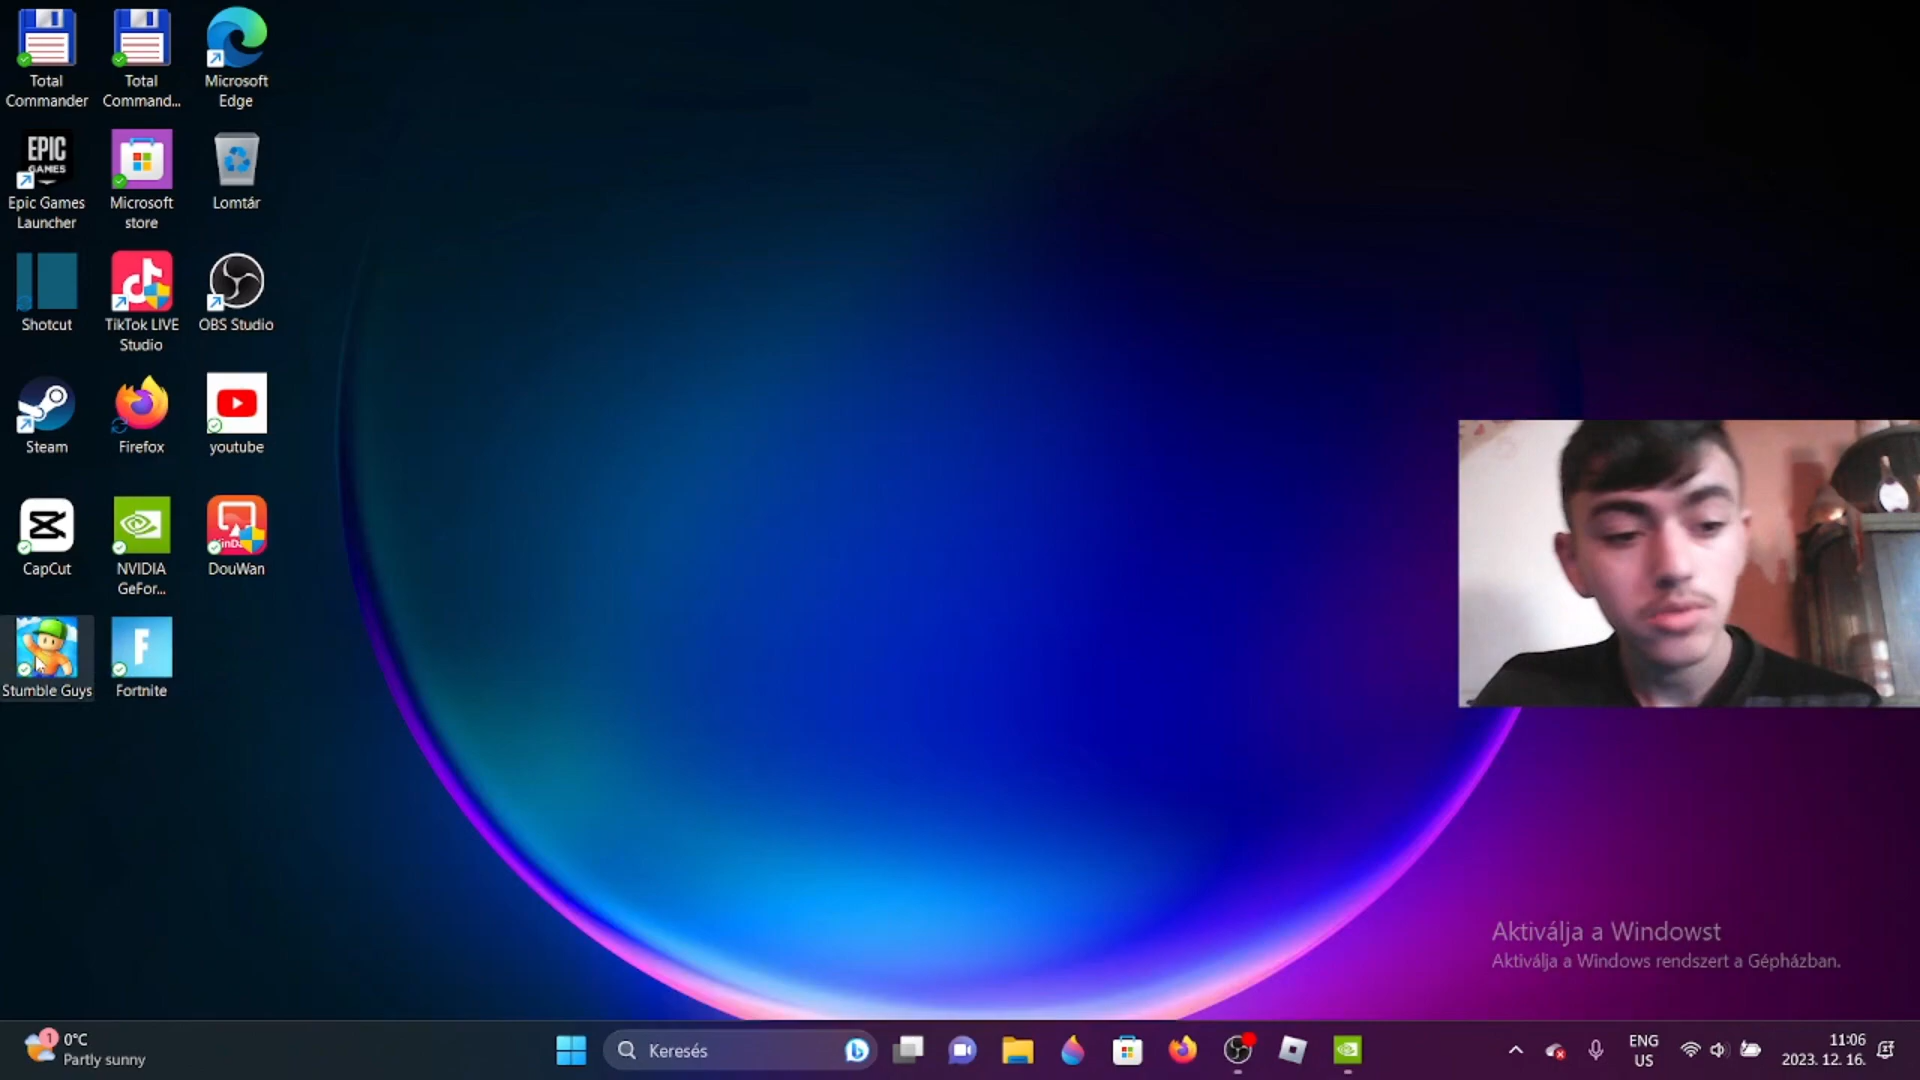 Total
Commander
Total
Command...
Microsoft
Edge
EPIC
GAMES
Epic Games
Launcher
Microsoft
store
Lomtár
Shotcut
TikTok LIVE
Studio
OBS Studio
Steam
Firefox
youtube
CapCut
NVIDIA
GeFor...
DouWan
Stumble Guys
F
Fortnite
Aktiválja a Windowst
Aktiválja a Windows rendszert a Gépházban.
1
0°C
Partly sunny
Keresés
ENG
US
11:06
2023. 12. 16.